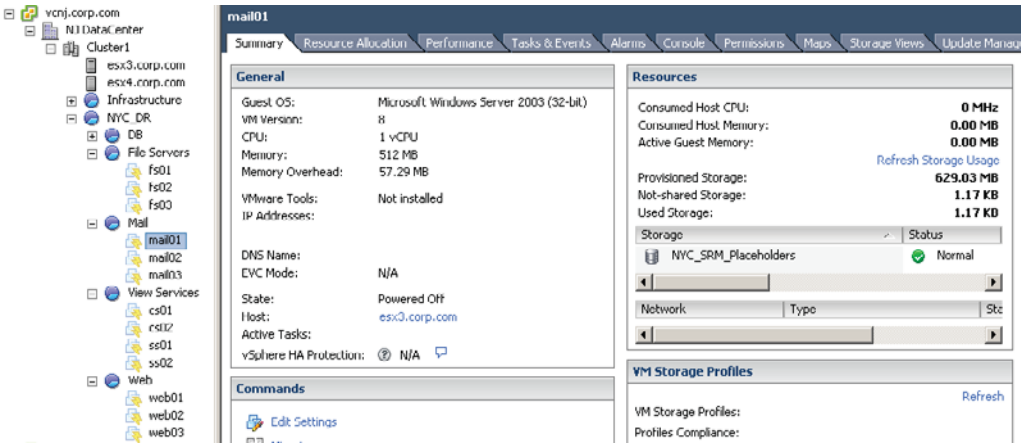 vcnj.corp.com
NJ DataCenter
Cluster1
esx3.corp.com
esx4.corp.com
Infrastructure
NYC_DR
DB
File Servers
fs01
fs02
fs03
Mail
mail01
mail02
mail03
View Services
cs01
cs02
ss01
ss02
Web
web01
web02
web03
mail01
Summary Resource Allocation Performance Tasks & Events Alarms Console Permissions Maps Storage Views Update Manag
General
Guest OS: Microsoft Windows Server 2003 (32-bit)
VM Version: 8
CPU: 1 vCPU
Memory: 512 MB
Memory Overhead: 57.29 MB
VMware Tools: Not installed
IP Addresses:
DNS Name:
EVC Mode: N/A
State: Powered Off
Host: esx3.corp.com
Active Tasks:
vSphere HA Protection: N/A
Commands
Edit Settings
Resources
Consumed Host CPU: 0 MHz
Consumed Host Memory: 0.00 MB
Active Guest Memory: 0.00 MB
Refresh Storage Usage
Provisioned Storage: 629.03 MB
Not-shared Storage: 1.17 KB
Used Storage: 1.17 KB
Storage Status
NYC_SRM_Placeholders Normal
Network Type Sta
VM Storage Profiles
Refresh
VM Storage Profiles:
Profiles Compliance: